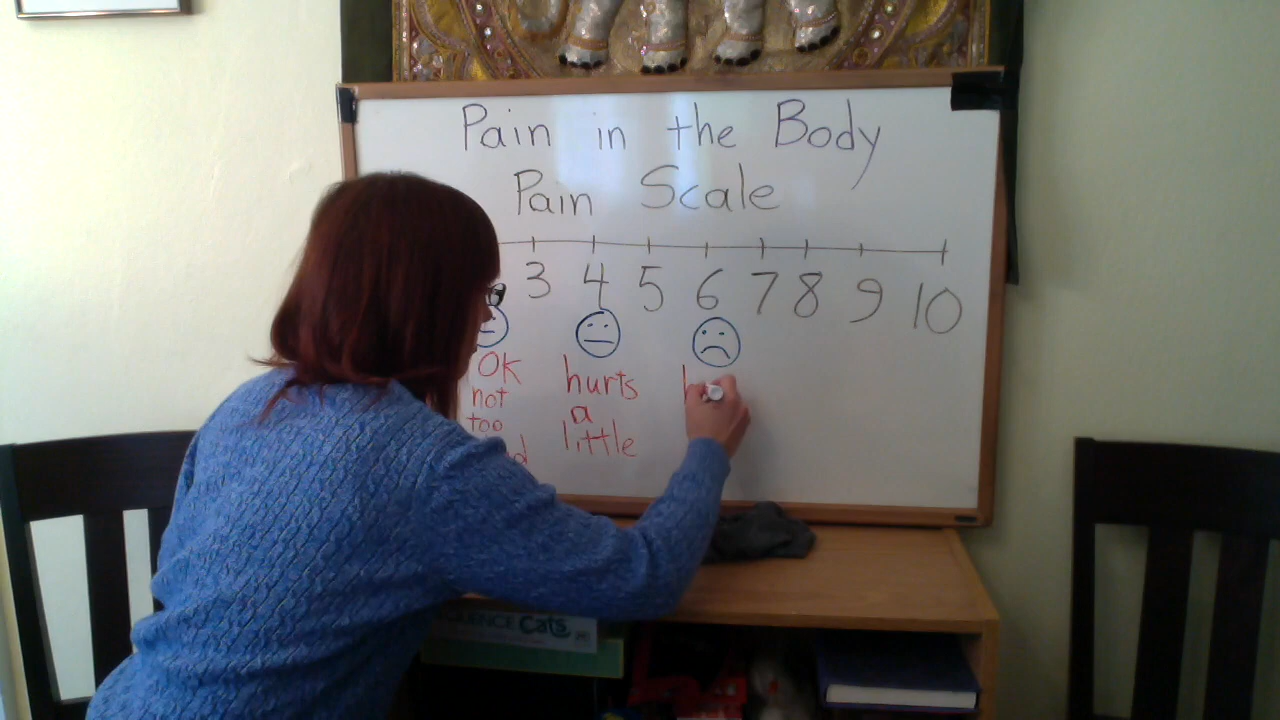 Pain in the Body
Pain Scale
3 4 5 6 7 8 9 10
OK
not
too
hurts
a
little
Cats